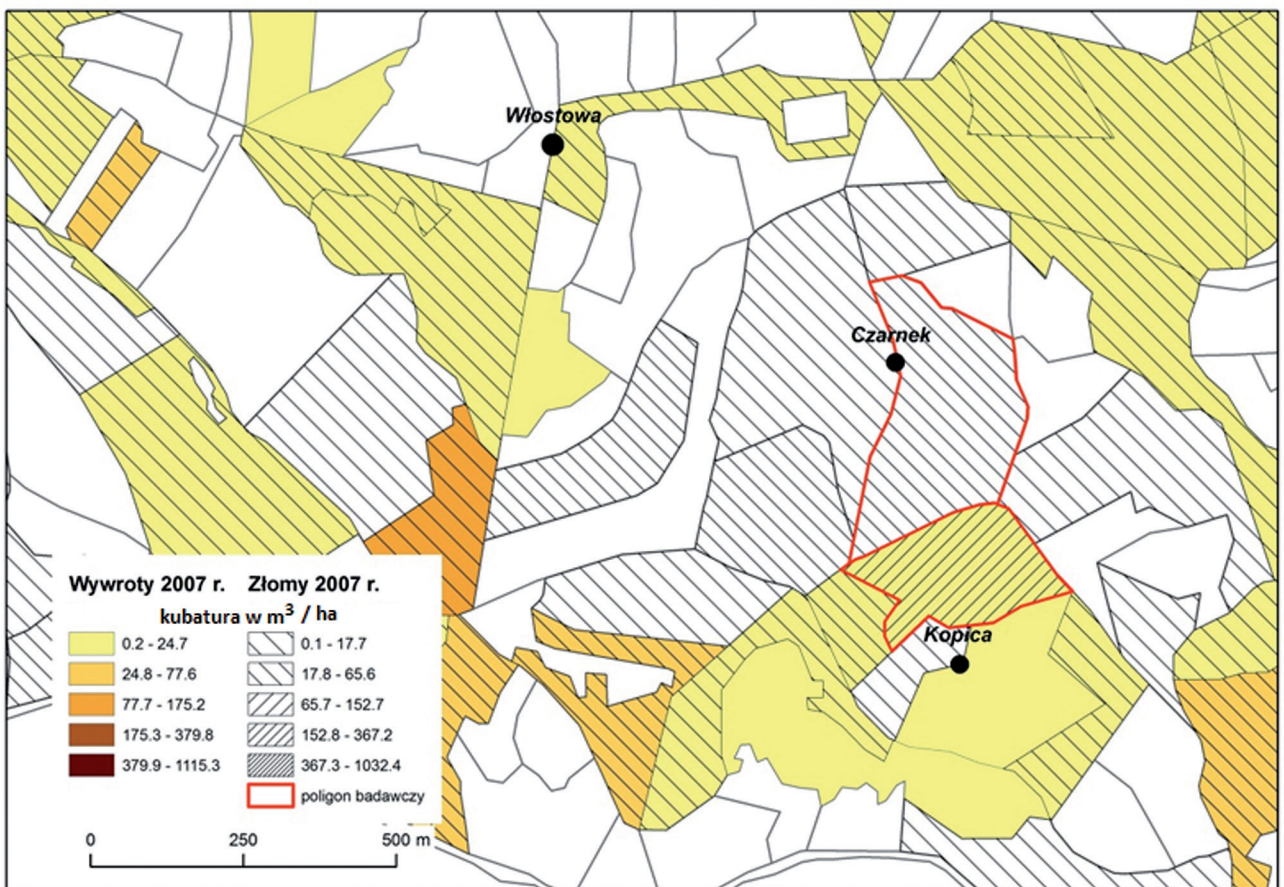 Włostowa
Czarnek
Kopica
Wywroty 2007 r. Złomy 2007 r.
kubatura w m³ / ha
0.2 - 24.7 0.1 - 17.7
24.8 - 77.6 17.8 - 65.6
77.7 - 175.2 65.7 - 152.7
175.3 - 379.8 152.8 - 367.2
379.9 - 1115.3 367.3 - 1032.4
poligon badawczy
0 250 500 m